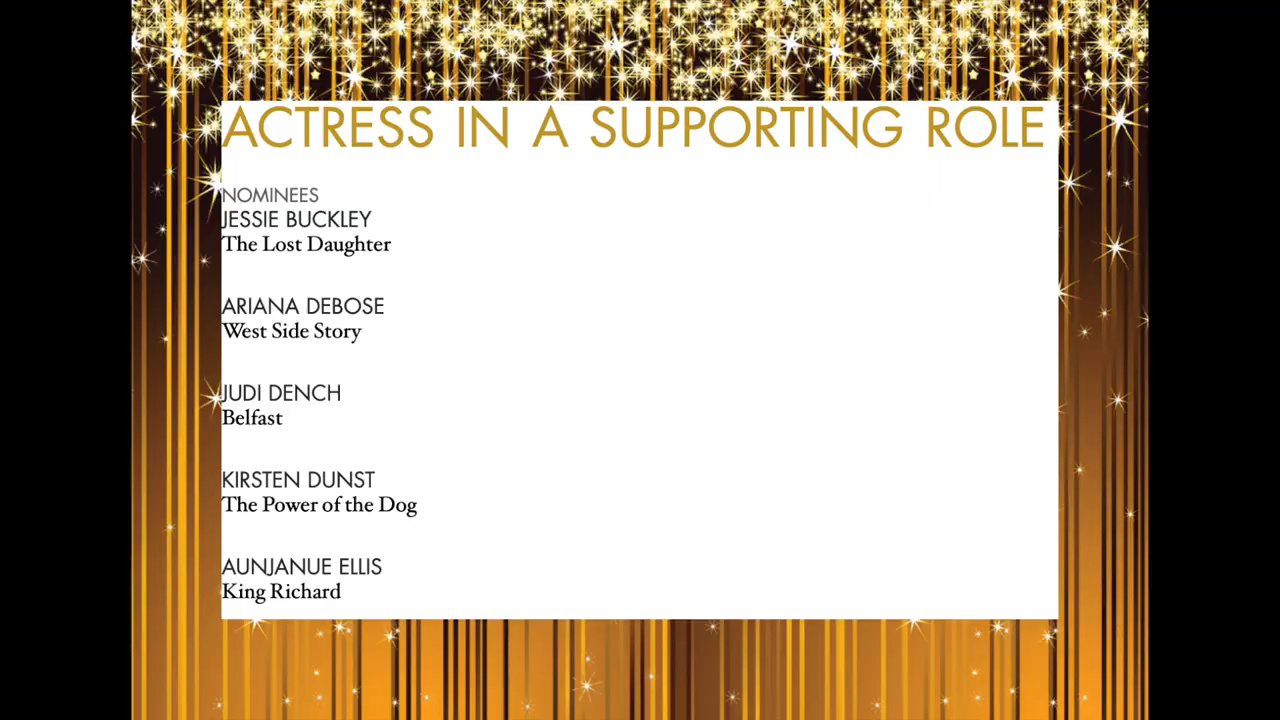 ACTRESS IN A SUPPORTING ROLE
NOMINEES
JESSIE BUCKLEY
The Lost Daughter
ARIANA DEBOSE
West Side Story
JUDI DENCH
Belfast
KIRSTEN DUNST
The Power of the Dog
AUNJANUE ELLIS
King Richard